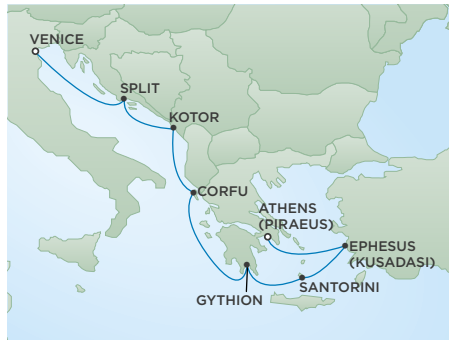 VENICE
SPLIT
KOTOR
CORFU
ATHENS
(PIRAEUS)
EPHESUS
(KUSADASI)
SANTORINI
GYTHION